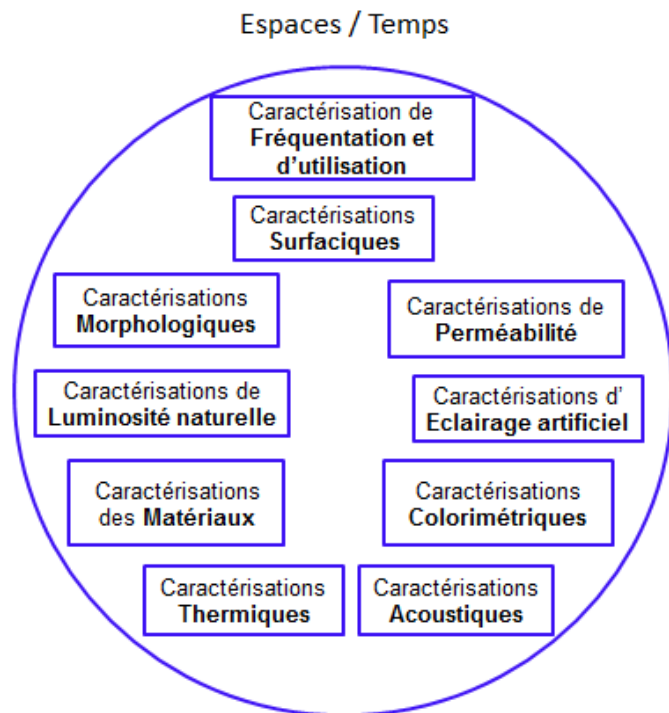 Espaces / Temps
Caractérisation de
Fréquentation et
d’utilisation
Caractérisations
Surfaciques
Caractérisations
Morphologiques
Caractérisations de
Perméabilité
Caractérisations de
Luminosité naturelle
Caractérisations d’
Eclairage artificiel
Caractérisations
des Matériaux
Caractérisations
Colorimétriques
Caractérisations
Thermiques
Caractérisations
Acoustiques